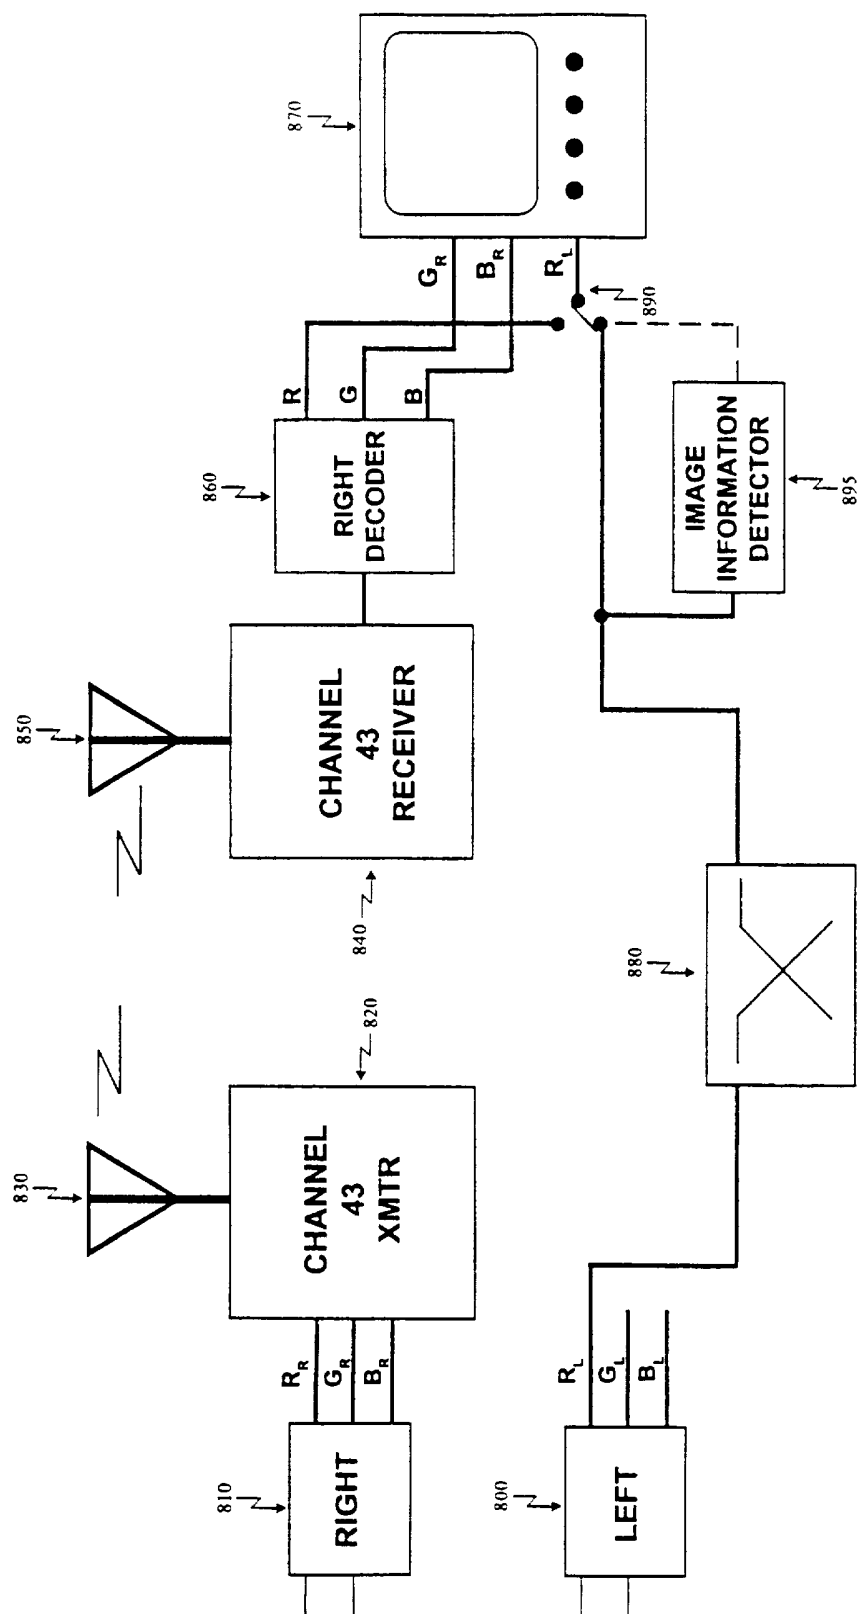 830
850
870
CHANNEL
43
XMTR
820
CHANNEL
43
RECEIVER
840
860
RIGHT
DECODER
R
G
B
G_R
B_R
R_L
890
810
RIGHT
R_R
G_R
B_R
800
LEFT
R_L
G_L
B_L
880
IMAGE
INFORMATION
DETECTOR
895